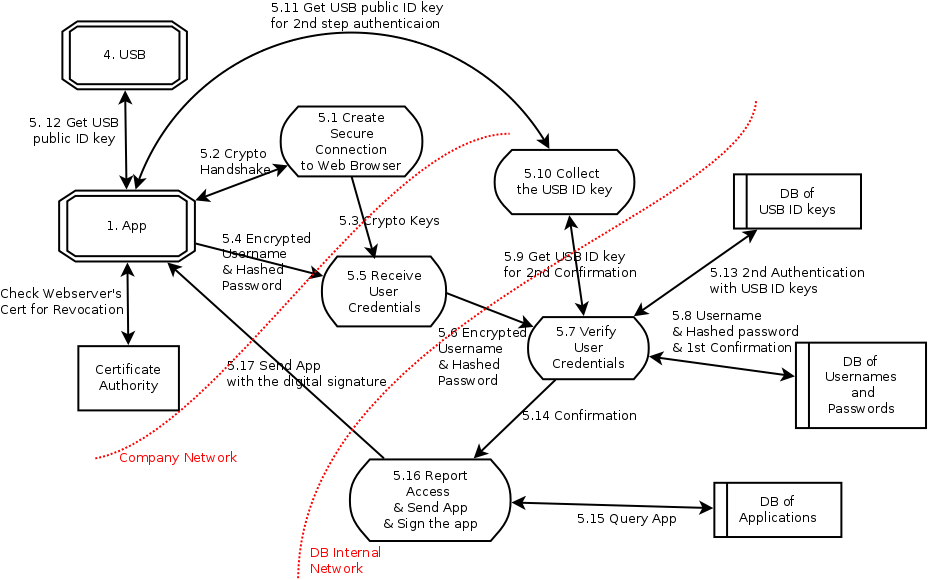 5.11 Get USB public ID key
for 2nd step authenticaion
4. USB
5. 12 Get USB
public ID key
5.1 Create
Secure
Connection
to Web Browser
5.2 Crypto
Handshake
5.10 Collect
the USB ID key
DB of
USB ID keys
1. App
5.3 Crypto Keys
5.4 Encrypted
Username
& Hashed
Password
5.9 Get USB ID key
for 2nd Confirmation
5.13 2nd Authentication
with USB ID keys
5.5 Receive
User
Credentials
Check Webserver's
Cert for Revocation
5.8 Username
& Hashed password
& 1st Confirmation
5.6 Encrypted
Username
& Hashed
Password
5.7 Verify
User
Credentials
DB of
Usernames
and
Passwords
Certificate
Authority
5.17 Send App
with the digital signature
5.14 Confirmation
Company Network
5.16 Report
Access
& Send App
& Sign the app
5.15 Query App
DB of
Applications
DB Internal
Network